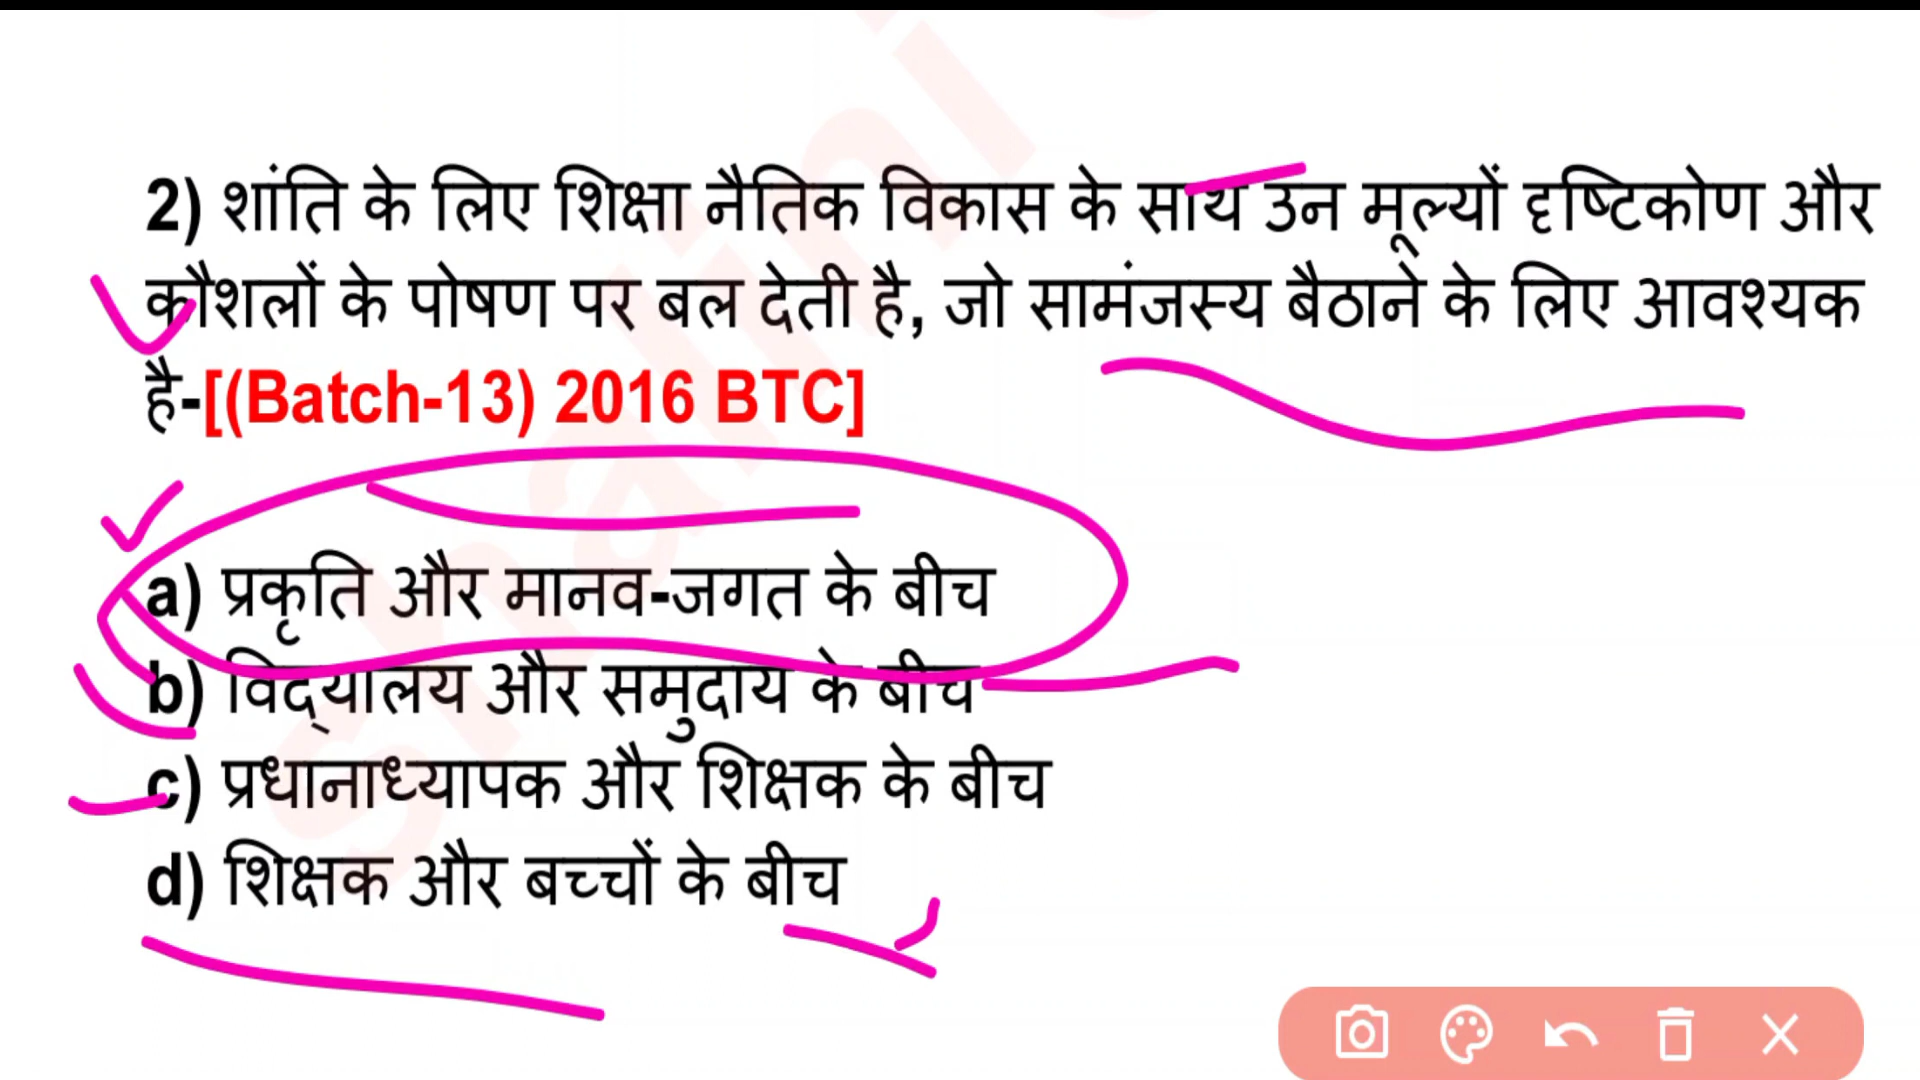 2) शांति के लिए शिक्षा नैतिक विकास के साथ उन मूल्यों दृष्टिकोण और
कौशलों के पोषण पर बल देती है, जो सामंजस्य बैठाने के लिए आवश्यक
है-[(Batch-13) 2016 BTC]
a) प्रकृति और मानव-जगत के बीच
b) विद्यालय और समुदाय के बीच
c) प्रधानाध्यापक और शिक्षक के बीच
d) शिक्षक और बच्चों के बीच
shalini